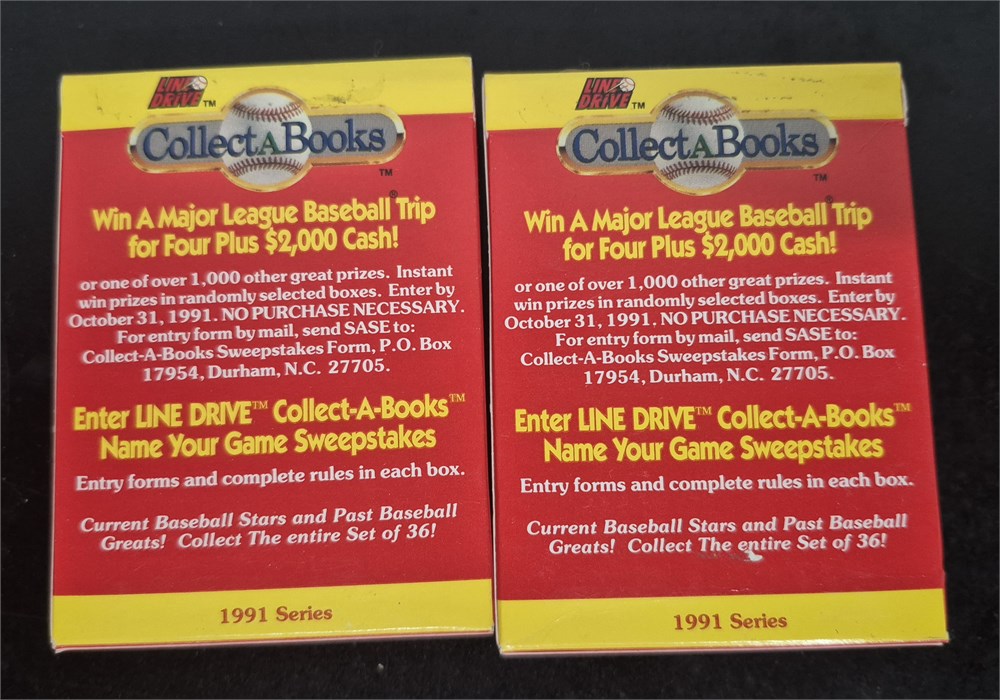 LINE
DRIVE™
CollectABooks™
Win A Major League Baseball® Trip
for Four Plus $2,000 Cash!
or one of over 1,000 other great prizes. Instant
win prizes in randomly selected boxes. Enter by
October 31, 1991. NO PURCHASE NECESSARY.
For entry form by mail, send SASE to:
Collect-A-Books Sweepstakes Form, P.O. Box
17954, Durham, N.C. 27705.
Enter LINE DRIVE™ Collect-A-Books™
Name Your Game Sweepstakes
Entry forms and complete rules in each box.
Current Baseball Stars and Past Baseball
Greats! Collect The entire Set of 36!
1991 Series
LINE
DRIVE™
CollectABooks™
Win A Major League Baseball® Trip
for Four Plus $2,000 Cash!
or one of over 1,000 other great prizes. Instant
win prizes in randomly selected boxes. Enter by
October 31, 1991. NO PURCHASE NECESSARY.
For entry form by mail, send SASE to:
Collect-A-Books Sweepstakes Form, P.O. Box
17954, Durham, N.C. 27705.
Enter LINE DRIVE™ Collect-A-Books™
Name Your Game Sweepstakes
Entry forms and complete rules in each box.
Current Baseball Stars and Past Baseball
Greats! Collect The entire Set of 36!
1991 Series